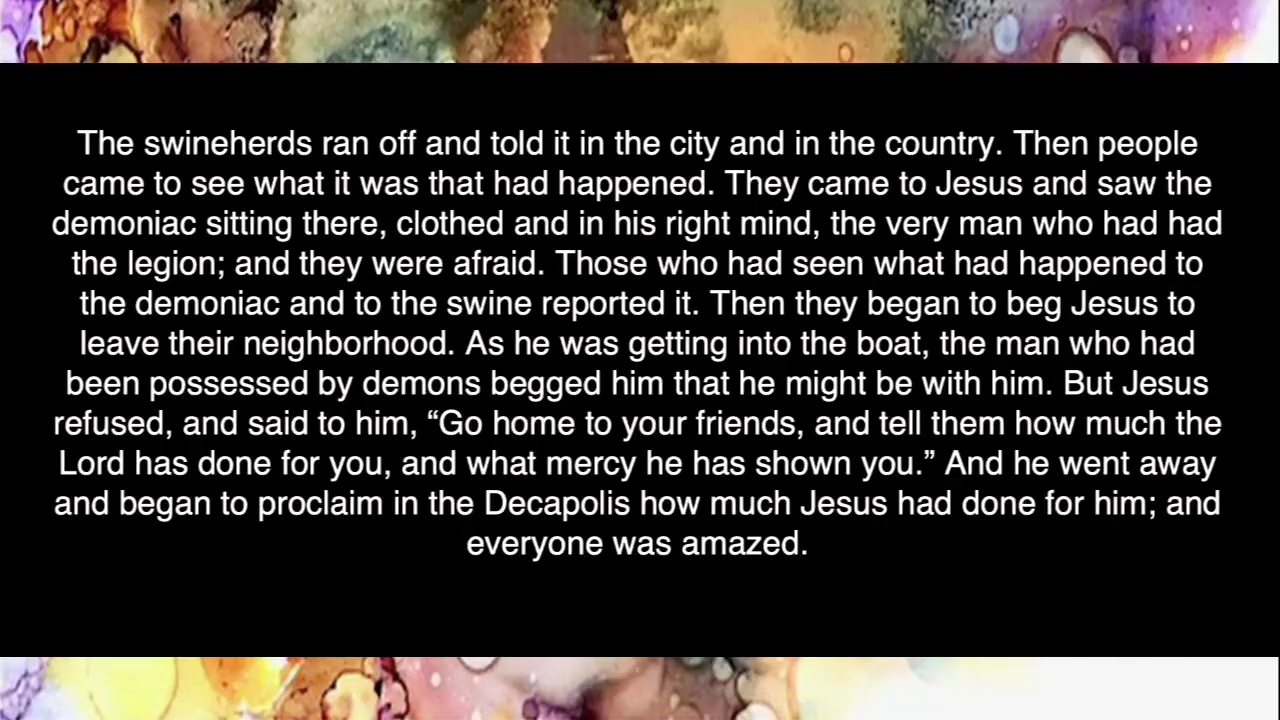 The swineherds ran off and told it in the city and in the country. Then people
came to see what it was that had happened. They came to Jesus and saw the
demoniac sitting there, clothed and in his right mind, the very man who had had
the legion; and they were afraid. Those who had seen what had happened to
the demoniac and to the swine reported it. Then they began to beg Jesus to
leave their neighborhood. As he was getting into the boat, the man who had
been possessed by demons begged him that he might be with him. But Jesus
refused, and said to him, “Go home to your friends, and tell them how much the
Lord has done for you, and what mercy he has shown you.” And he went away
and began to proclaim in the Decapolis how much Jesus had done for him; and
everyone was amazed.